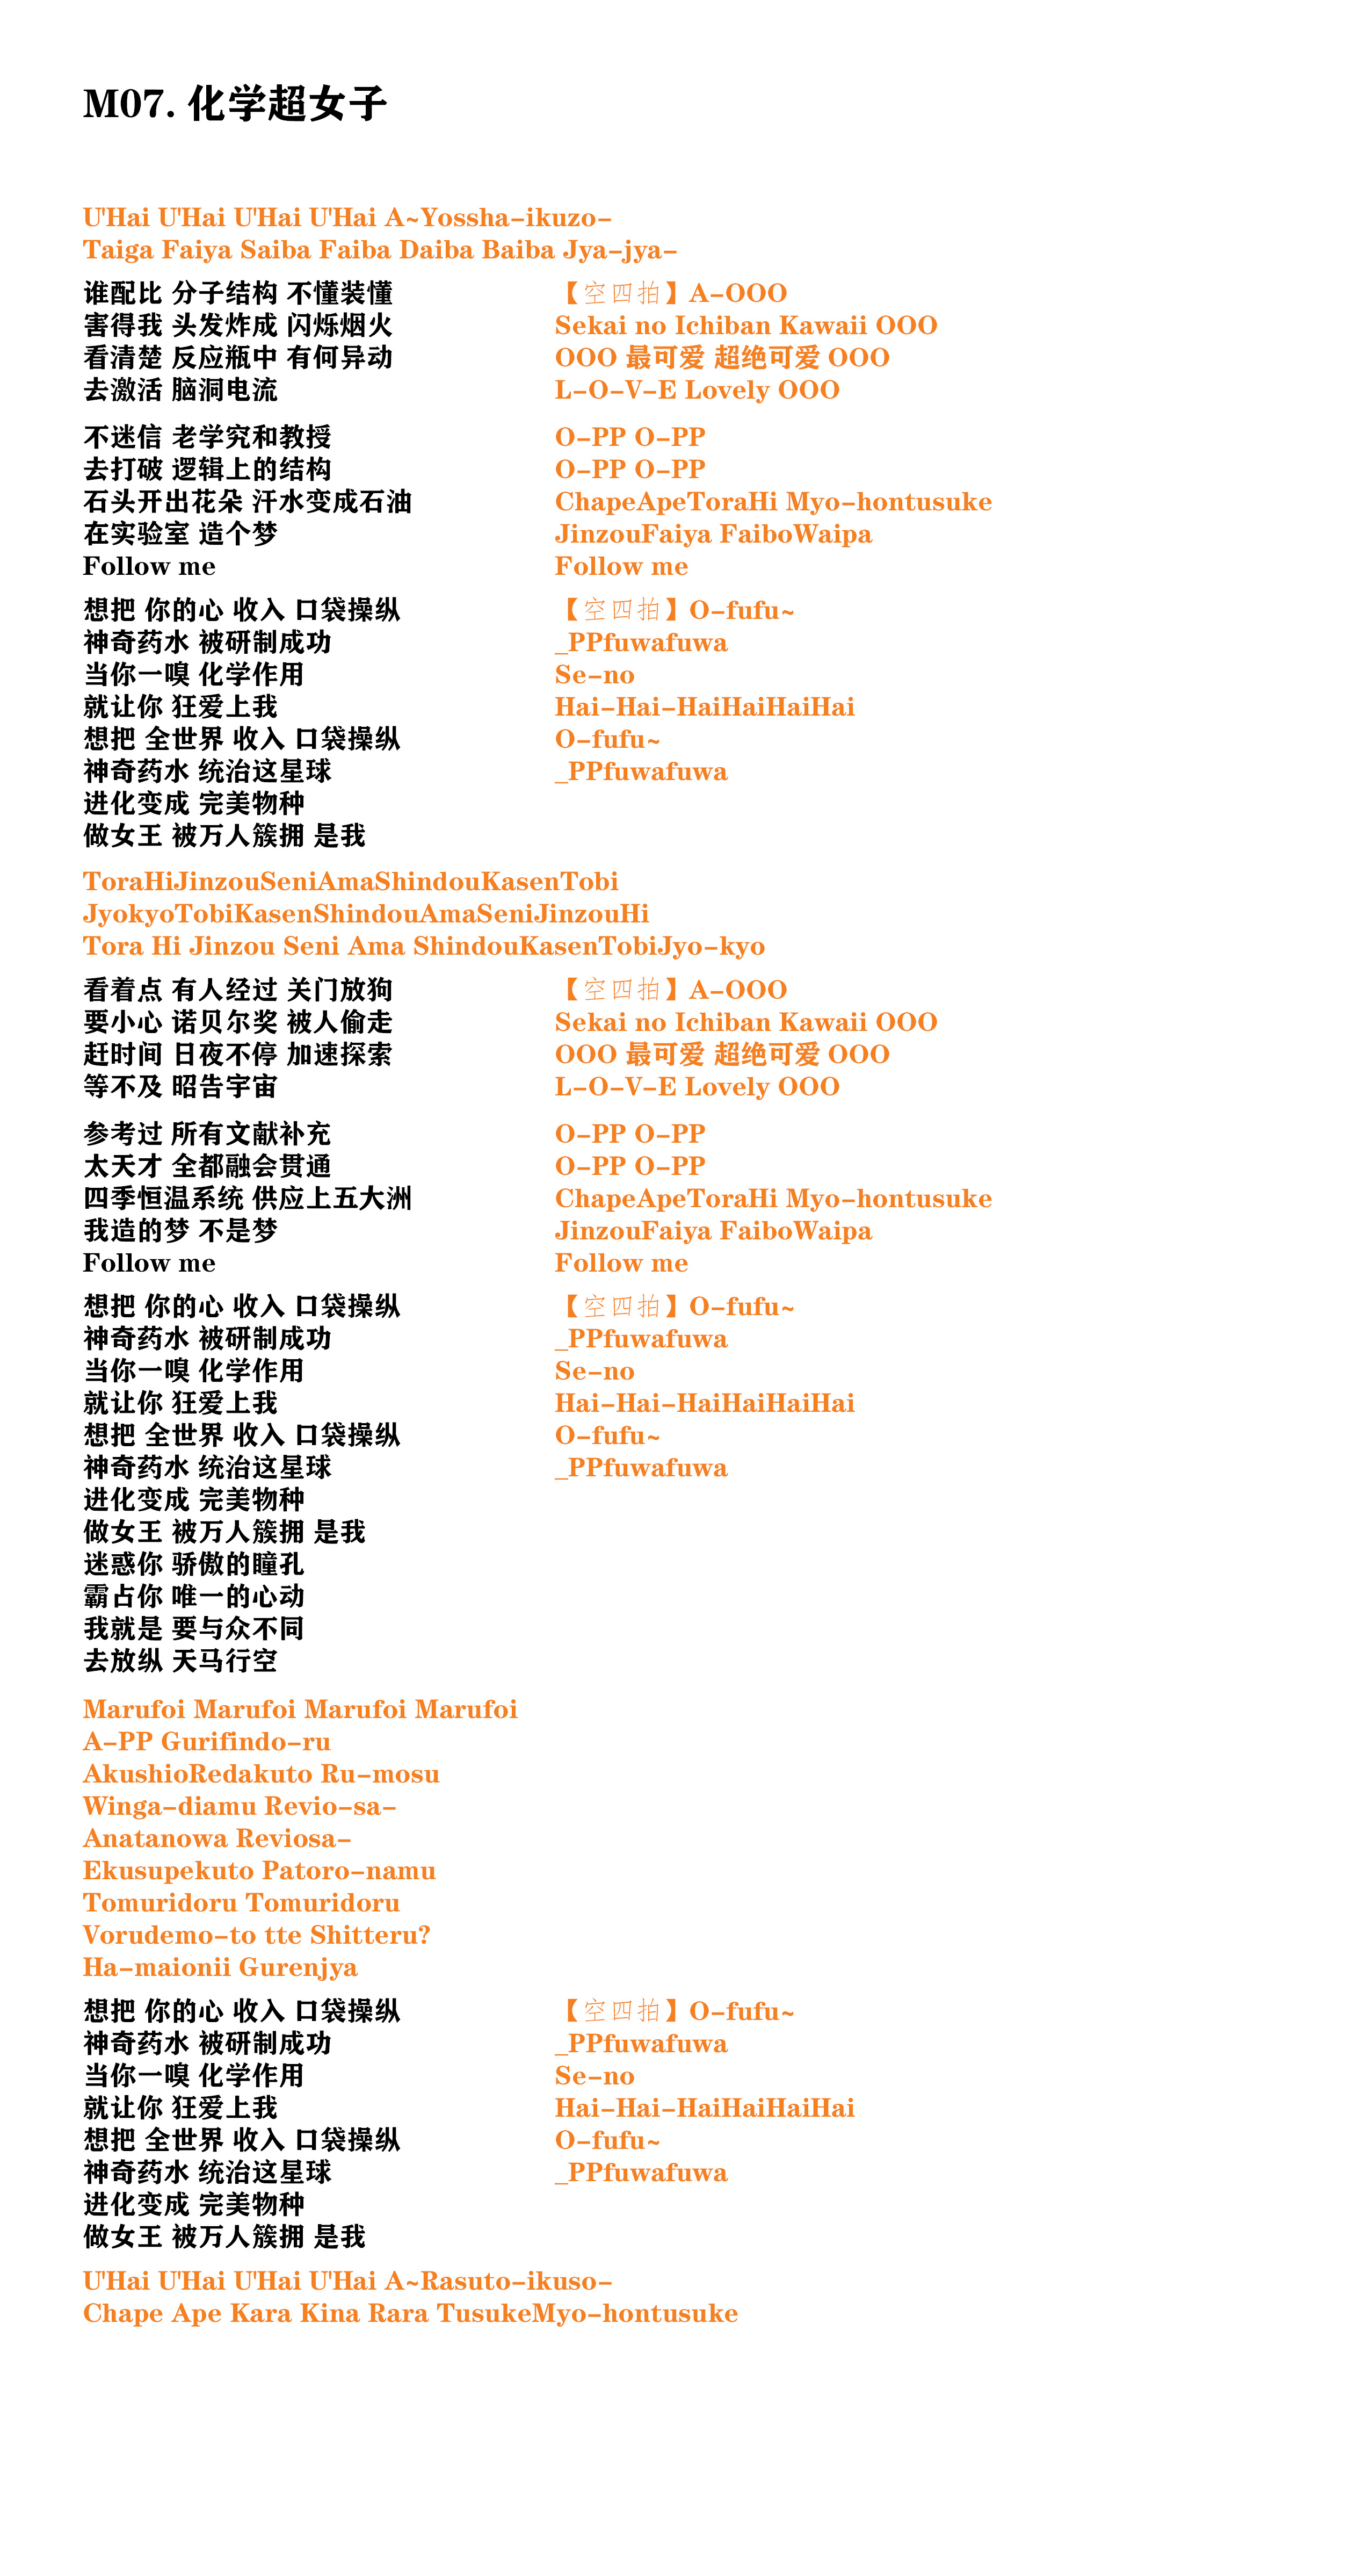 M07. 化学超女子
U'Hai U'Hai U'Hai U'Hai A~Yossha-ikuzo-
Taiga Faiya Saiba Faiba Daiba Baiba Jya-jya-
谁配比 分子结构 不懂装懂 【空四拍】A-OOO
害得我 头发炸成 闪烁烟火 Sekai no Ichiban Kawaii OOO
看清楚 反应瓶中 有何异动 OOO 最可爱 超绝可爱 OOO
去激活 脑洞电流 L-O-V-E Lovely OOO
不迷信 老学究和教授 O-PP O-PP
去打破 逻辑上的结构 O-PP O-PP
石头开出花朵 汗水变成石油 ChapeApeToraHi Myo-hontusuke
在实验室 造个梦 JinzouFaiya FaiboWaipa
Follow me Follow me
想把 你的心 收入 口袋操纵 【空四拍】O-fufu~
神奇药水 被研制成功 _PPfuwafuwa
当你一嗅 化学作用 Se-no
就让你 狂爱上我 Hai-Hai-HaiHaiHaiHai
想把 全世界 收入 口袋操纵 O-fufu~
神奇药水 统治这星球 _PPfuwafuwa
进化变成 完美物种
做女王 被万人簇拥 是我
ToraHiJinzouSeniAmaShindouKasenTobi
JyokyoTobiKasenShindouAmaSeniJinzouHi
Tora Hi Jinzou Seni Ama ShindouKasenTobiJyo-kyo
看着点 有人经过 关门放狗 【空四拍】A-OOO
要小心 诺贝尔奖 被人偷走 Sekai no Ichiban Kawaii OOO
赶时间 日夜不停 加速探索 OOO 最可爱 超绝可爱 OOO
等不及 昭告宇宙 L-O-V-E Lovely OOO
参考过 所有文献补充 O-PP O-PP
太天才 全都融会贯通 O-PP O-PP
四季恒温系统 供应上五大洲 ChapeApeToraHi Myo-hontusuke
我造的梦 不是梦 JinzouFaiya FaiboWaipa
Follow me Follow me
想把 你的心 收入 口袋操纵 【空四拍】O-fufu~
神奇药水 被研制成功 _PPfuwafuwa
当你一嗅 化学作用 Se-no
就让你 狂爱上我 Hai-Hai-HaiHaiHaiHai
想把 全世界 收入 口袋操纵 O-fufu~
神奇药水 统治这星球 _PPfuwafuwa
进化变成 完美物种
做女王 被万人簇拥 是我
迷惑你 骄傲的瞳孔
霸占你 唯一的心动
我就是 要与众不同
去放纵 天马行空
Marufoi Marufoi Marufoi Marufoi
A-PP Gurifindo-ru
AkushioRedakuto Ru-mosu
Winga-diamu Revio-sa-
Anatanowa Reviosa-
Ekusupekuto Patoro-namu
Tomuridoru Tomuridoru
Vorudemo-to tte Shitteru?
Ha-maionii Gurenjya
想把 你的心 收入 口袋操纵 【空四拍】O-fufu~
神奇药水 被研制成功 _PPfuwafuwa
当你一嗅 化学作用 Se-no
就让你 狂爱上我 Hai-Hai-HaiHaiHaiHai
想把 全世界 收入 口袋操纵 O-fufu~
神奇药水 统治这星球 _PPfuwafuwa
进化变成 完美物种
做女王 被万人簇拥 是我
U'Hai U'Hai U'Hai U'Hai A~Rasuto-ikuso-
Chape Ape Kara Kina Rara TusukeMyo-hontusuke